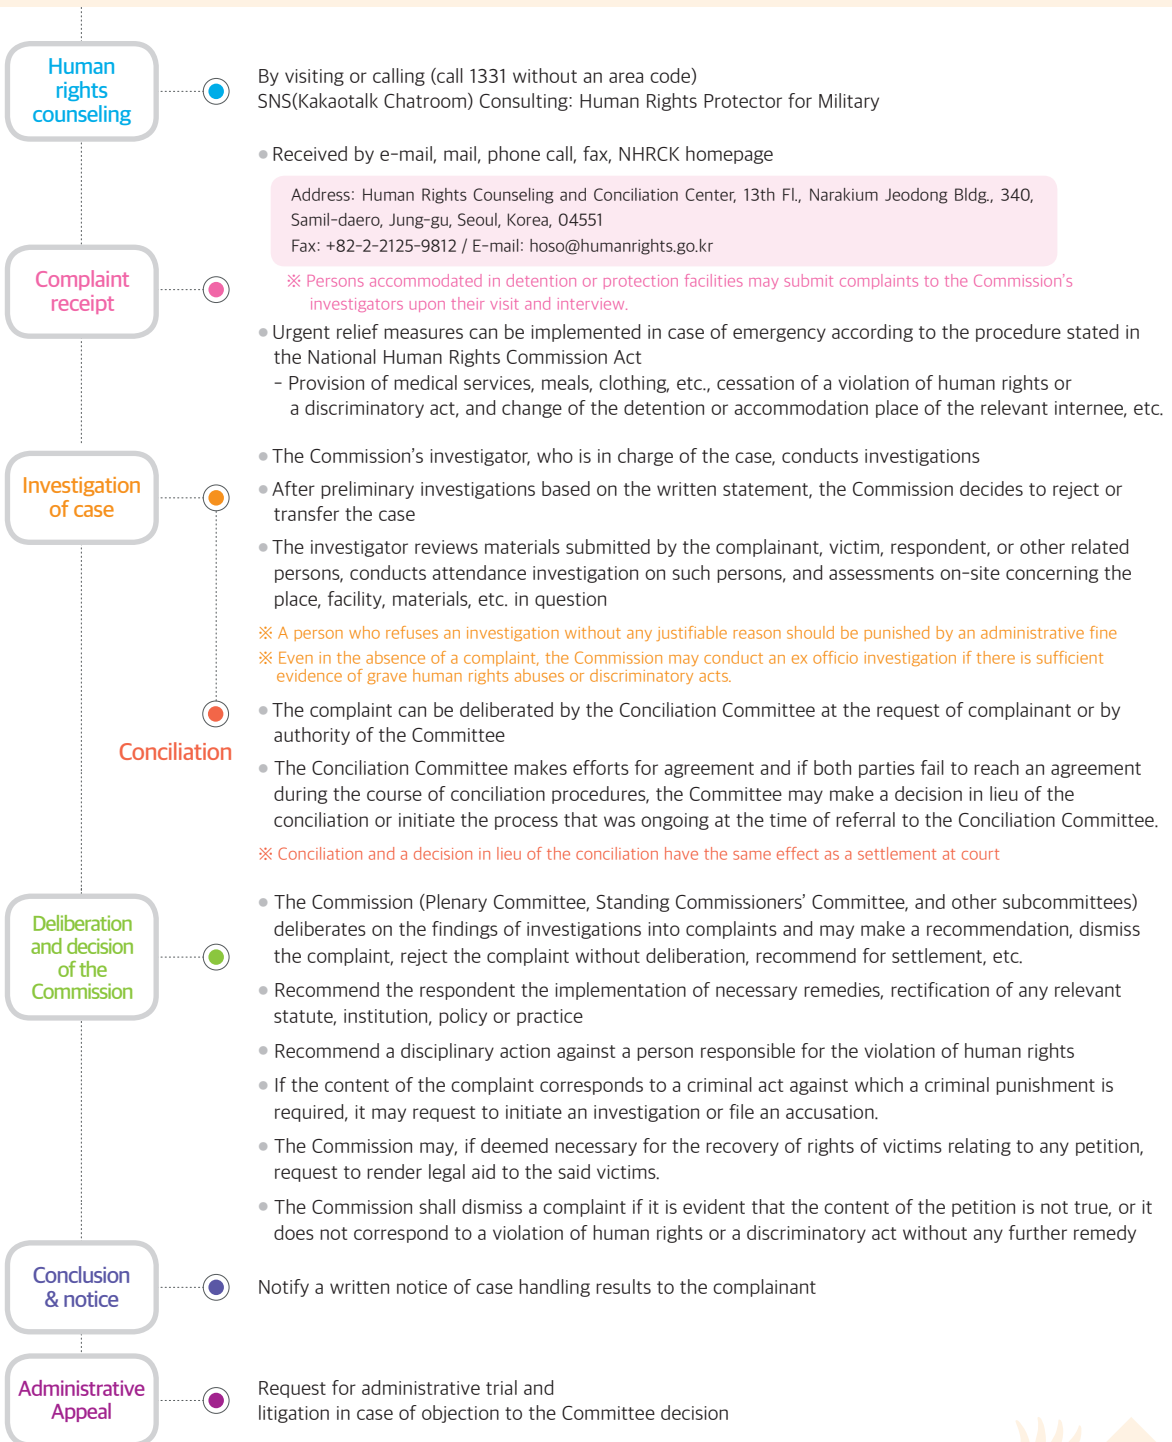 Human
rights
counseling
By visiting or calling (call 1331 without an area code)
SNS(Kakaotalk Chatroom) Consulting: Human Rights Protector for Military
Complaint
receipt
● Received by e-mail, mail, phone call, fax, NHRCK homepage
Address: Human Rights Counseling and Conciliation Center, 13th Fl., Narakium Jeodong Bldg., 340,
Samil-daero, Jung-gu, Seoul, Korea, 04551
Fax: +82-2-2125-9812 / E-mail: hoso@humanrights.go.kr
※ Persons accommodated in detention or protection facilities may submit complaints to the Commission's
investigators upon their visit and interview.
● Urgent relief measures can be implemented in case of emergency according to the procedure stated in
the National Human Rights Commission Act
- Provision of medical services, meals, clothing, etc., cessation of a violation of human rights or
a discriminatory act, and change of the detention or accommodation place of the relevant internee, etc.
Investigation
of case
● The Commission's investigator, who is in charge of the case, conducts investigations
● After preliminary investigations based on the written statement, the Commission decides to reject or
transfer the case
● The investigator reviews materials submitted by the complainant, victim, respondent, or other related
persons, conducts attendance investigation on such persons, and assessments on-site concerning the
place, facility, materials, etc. in question
※ A person who refuses an investigation without any justifiable reason should be punished by an administrative fine
※ Even in the absence of a complaint, the Commission may conduct an ex officio investigation if there is sufficient
evidence of grave human rights abuses or discriminatory acts.
Conciliation
● The complaint can be deliberated by the Conciliation Committee at the request of complainant or by
authority of the Committee
● The Conciliation Committee makes efforts for agreement and if both parties fail to reach an agreement
during the course of conciliation procedures, the Committee may make a decision in lieu of the
conciliation or initiate the process that was ongoing at the time of referral to the Conciliation Committee.
※ Conciliation and a decision in lieu of the conciliation have the same effect as a settlement at court
Deliberation
and decision
of the
Commission
● The Commission (Plenary Committee, Standing Commissioners' Committee, and other subcommittees)
deliberates on the findings of investigations into complaints and may make a recommendation, dismiss
the complaint, reject the complaint without deliberation, recommend for settlement, etc.
● Recommend the respondent the implementation of necessary remedies, rectification of any relevant
statute, institution, policy or practice
● Recommend a disciplinary action against a person responsible for the violation of human rights
● If the content of the complaint corresponds to a criminal act against which a criminal punishment is
required, it may request to initiate an investigation or file an accusation.
● The Commission may, if deemed necessary for the recovery of rights of victims relating to any petition,
request to render legal aid to the said victims.
● The Commission shall dismiss a complaint if it is evident that the content of the petition is not true, or it
does not correspond to a violation of human rights or a discriminatory act without any further remedy
Conclusion
& notice
Notify a written notice of case handling results to the complainant
Administrative
Appeal
Request for administrative trial and
litigation in case of objection to the Committee decision